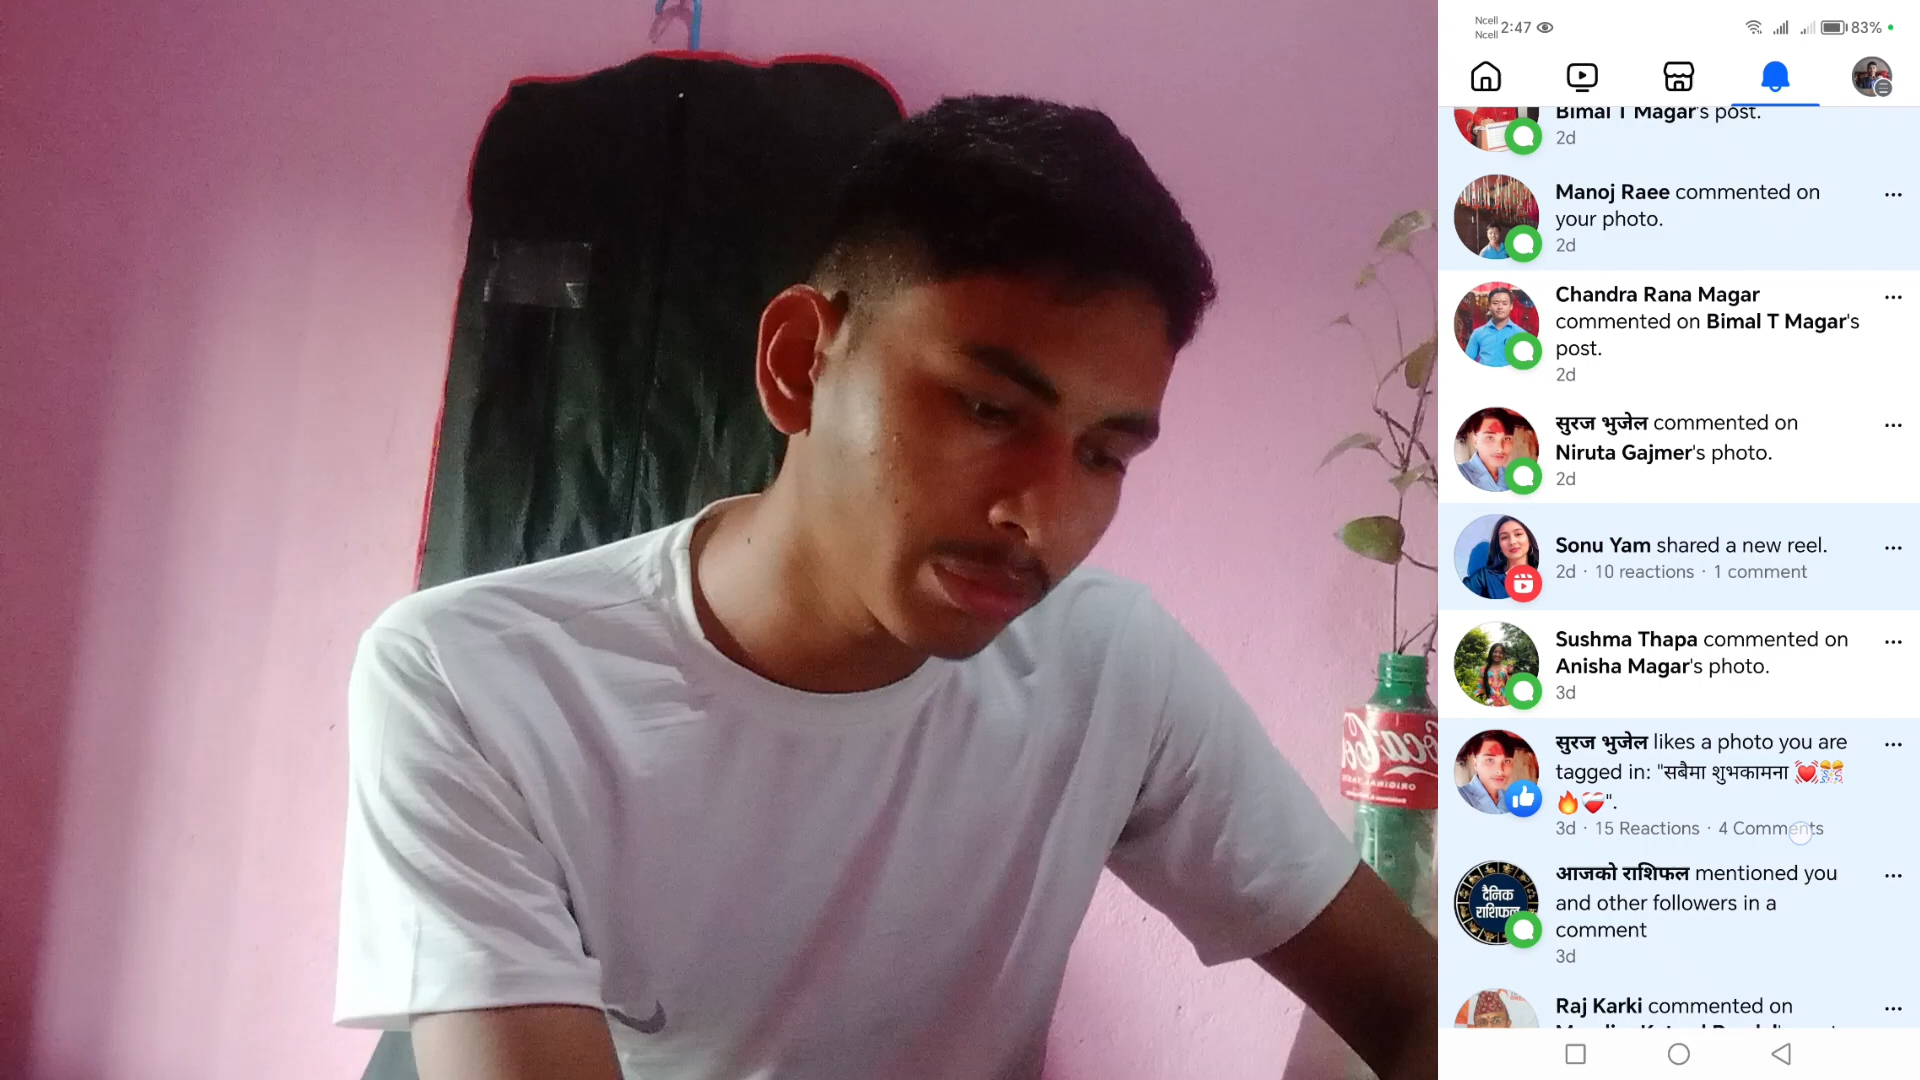 Ncell
Ncell
2:47
83%
Bimal T Magar's post.
2d
Manoj Raee commented on
your photo.
2d
Chandra Rana Magar
commented on Bimal T Magar's
post.
2d
सुरज भुजेल commented on
Niruta Gajmer's photo.
2d
Sonu Yam shared a new reel.
2d · 10 reactions · 1 comment
Sushma Thapa commented on
Anisha Magar's photo.
3d
सुरज भुजेल likes a photo you are
tagged in: "सबैमा शुभकामना 💓🎊
🔥❤️‍🩹".
3d · 15 Reactions · 4 Comments
दैनिक
राशिफल
आजको राशिफल mentioned you
and other followers in a
comment
3d
Raj Karki commented on